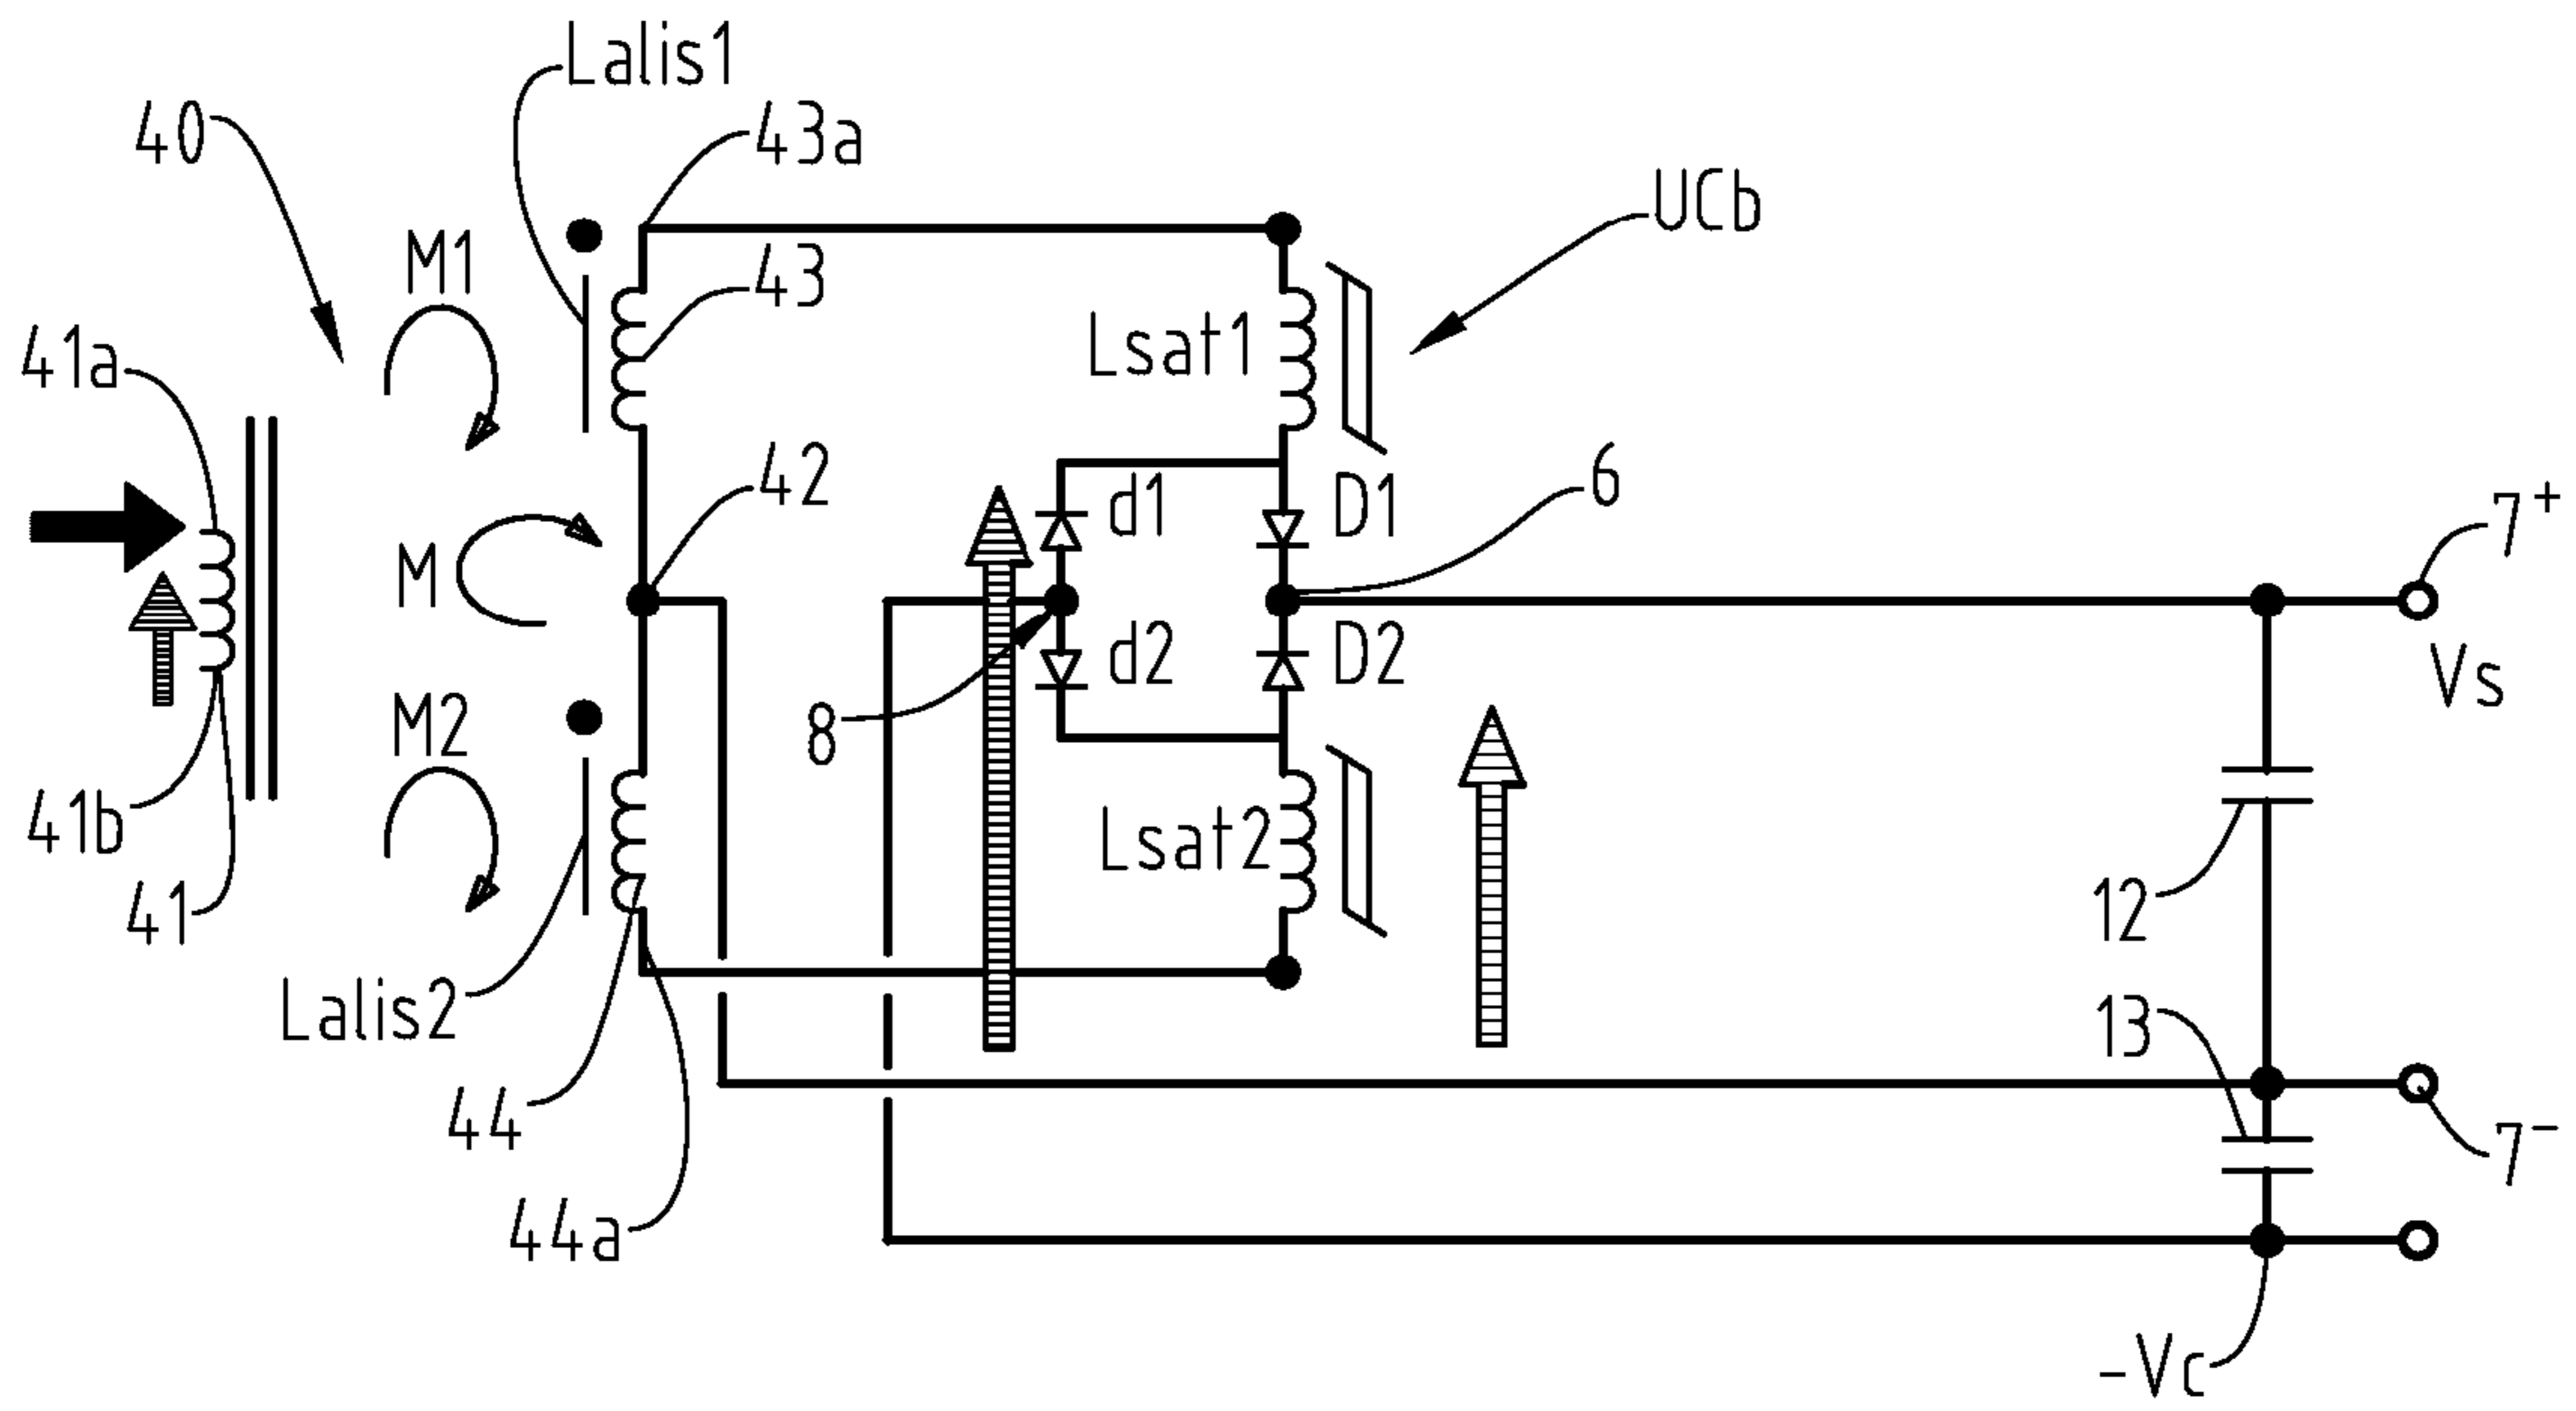 Lalis1
40
43a
UCb
M1
43
41a
Lsat1
42
6
d1
D1
7+
M
d2
D2
Vs
M2
8
41b
Lsat2
41
12
Lalis2
13
44
7-
44a
-Vc